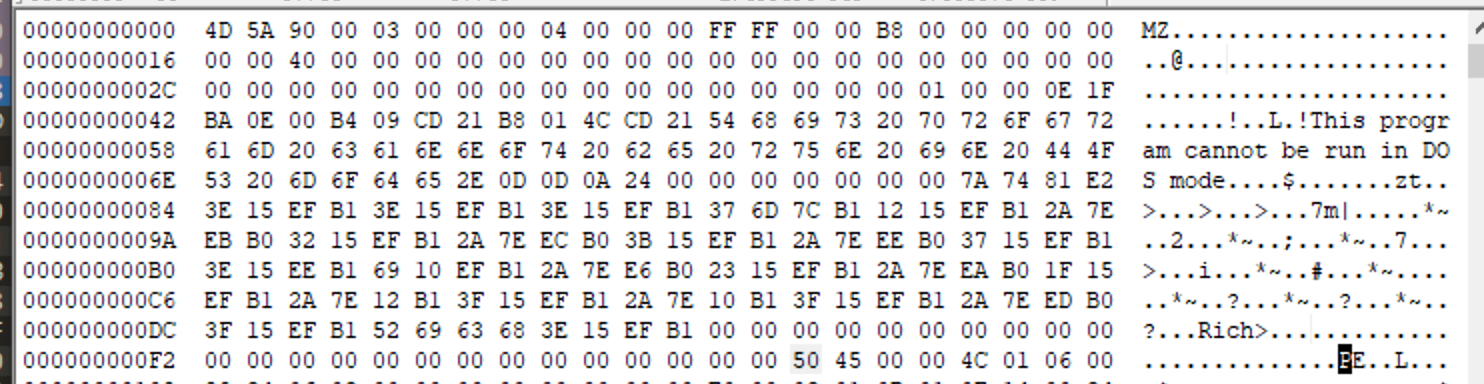 00000000000 4D 5A 90 00 03 00 00 00 04 00 00 00 FF FF 00 00 B8 00 00 00 00 00 MZ....................
00000000016 00 00 40 00 00 00 00 00 00 00 00 00 00 00 00 00 00 00 00 00 00 00 ..@...................
0000000002C 00 00 00 00 00 00 00 00 00 00 00 00 00 00 00 00 01 00 00 0E 1F ......................
00000000042 BA 0E 00 B4 09 CD 21 B8 01 4C CD 21 54 68 69 73 20 70 72 6F 67 72 ......!..L.!This progr
00000000058 61 6D 20 63 61 6E 6E 6F 74 20 62 65 20 72 75 6E 20 69 6E 20 44 4F am cannot be run in DO
0000000006E 53 20 6D 6F 64 65 2E 0D 0D 0A 24 00 00 00 00 00 00 00 7A 74 81 E2 S mode....$.......zt..
00000000084 3E 15 EF B1 3E 15 EF B1 3E 15 EF B1 37 6D 7C B1 12 15 EF B1 2A 7E >...>...>...7m|.....*~
0000000009A EB B0 32 15 EF B1 2A 7E EC B0 3B 15 EF B1 2A 7E EE B0 37 15 EF B1 ..2...*~..;...*~..7...
000000000B0 3E 15 EE B1 69 10 EF B1 2A 7E E6 B0 23 15 EF B1 2A 7E EA B0 1F 15 >...i...*~..#...*~....
000000000C6 EF B1 2A 7E 12 B1 3F 15 EF B1 2A 7E 10 B1 3F 15 EF B1 2A 7E ED B0 ..*~..?...*~..?...*~..
000000000DC 3F 15 EF B1 52 69 63 68 3E 15 EF B1 00 00 00 00 00 00 00 00 00 00 ?...Rich>.............
000000000F2 00 00 00 00 00 00 00 00 00 00 00 00 00 00 50 45 00 00 4C 01 06 00 ..............PE..L...